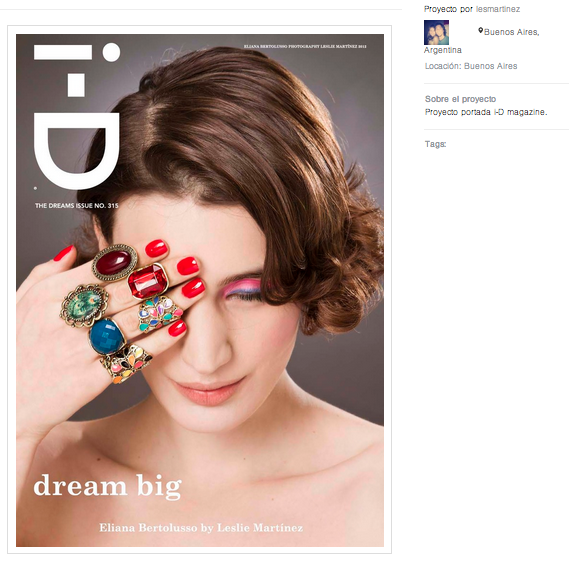 i-D
ELIANA BERTOLUSSO PHOTOGRAPHY LESLIE MARTÍNEZ 2012
THE DREAMS ISSUE NO. 315
dream big
Eliana Bertolusso by Leslie Martinez
Proyecto por lesmartinez
Buenos Aires,
Argentina
Locación: Buenos Aires
Sobre el proyecto
Proyecto portada i-D magazine.
Tags: